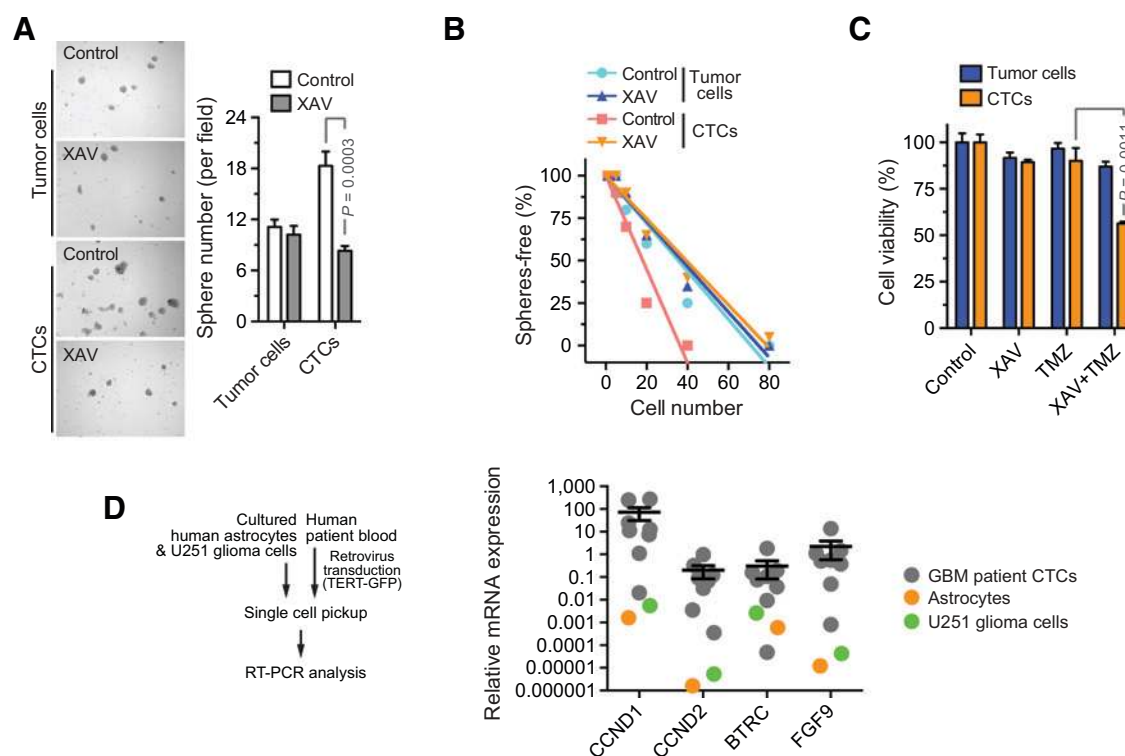 A
Control
XAV
Tumor cells
Control
XAV
CTCs
Control
XAV
Sphere number (per field)
24
18
12
6
0
P = 0.0003
Tumor cells
CTCs
B
Control
XAV
Tumor
cells
Control
XAV
CTCs
Spheres-free (%)
100
75
50
25
0
0
20
40
60
80
Cell number
C
Tumor cells
CTCs
Cell viability (%)
100
75
50
25
0
P = 0.0011
Control
XAV
TMZ
XAV+TMZ
D
Cultured
human astrocytes
& U251 glioma cells
Human
patient blood
Retrovirus
transduction
(TERT-GFP)
Single cell pickup
RT-PCR analysis
Relative mRNA expression
1,000
100
10
1
0.1
0.01
0.001
0.0001
0.00001
0.000001
CCND1
CCND2
BTRC
FGF9
GBM patient CTCs
Astrocytes
U251 glioma cells